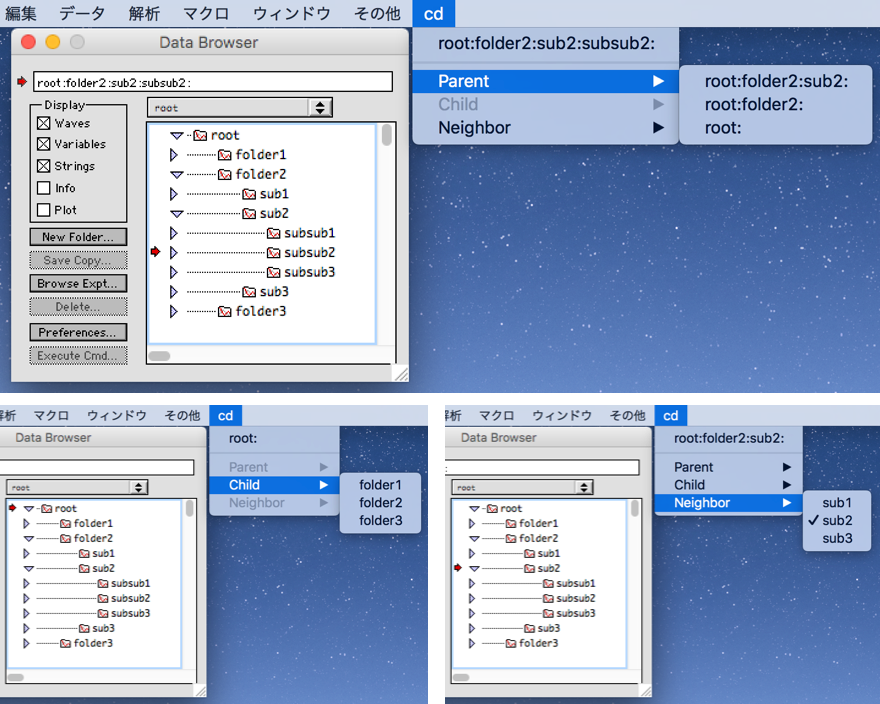 編集 データ 解析 マクロ ウィンドウ その他 cd
Data Browser
root:folder2:sub2:subsub2:
Display
Waves
Variables
Strings
Info
Plot
New Folder...
Save Copy...
Browse Expt...
Delete...
Preferences...
Execute Cmd...
root
root
folder1
folder2
sub1
sub2
subsub1
subsub2
subsub3
sub3
folder3
root:folder2:sub2:subsub2:
Parent
Child
Neighbor
root:folder2:sub2:
root:folder2:
root:
解析 マクロ ウィンドウ その他 cd
Data Browser
root
root
folder1
folder2
sub1
sub2
subsub1
subsub2
subsub3
sub3
folder3
root:
Parent
Child
Neighbor
folder1
folder2
folder3
解析 マクロ ウィンドウ その他 cd
Data Browser
:
root
root
folder1
folder2
sub1
sub2
subsub1
subsub2
subsub3
sub3
folder3
root:folder2:sub2:
Parent
Child
Neighbor
sub1
✓ sub2
sub3